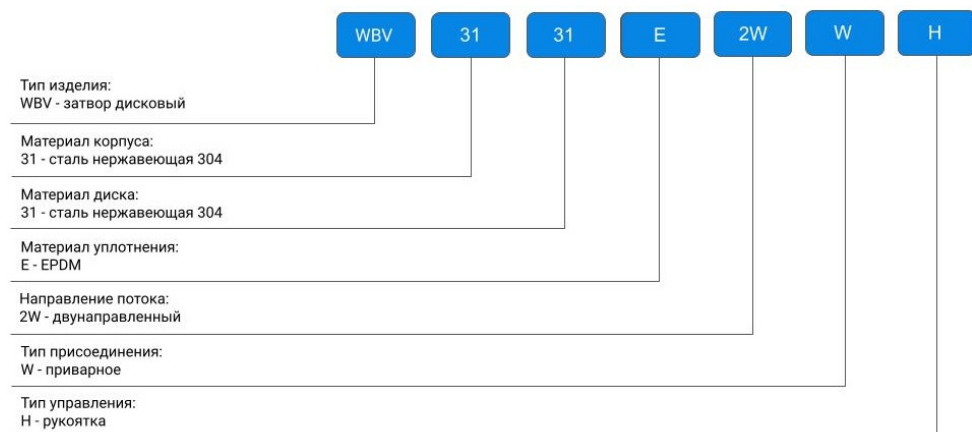 WBV 31 31 E 2W W H
Тип изделия:
WBV - затвор дисковый
Материал корпуса:
31 - сталь нержавеющая 304
Материал диска:
31 - сталь нержавеющая 304
Материал уплотнения:
E - EPDM
Направление потока:
2W - двунаправленный
Тип присоединения:
W - приварное
Тип управления:
H - рукоятка